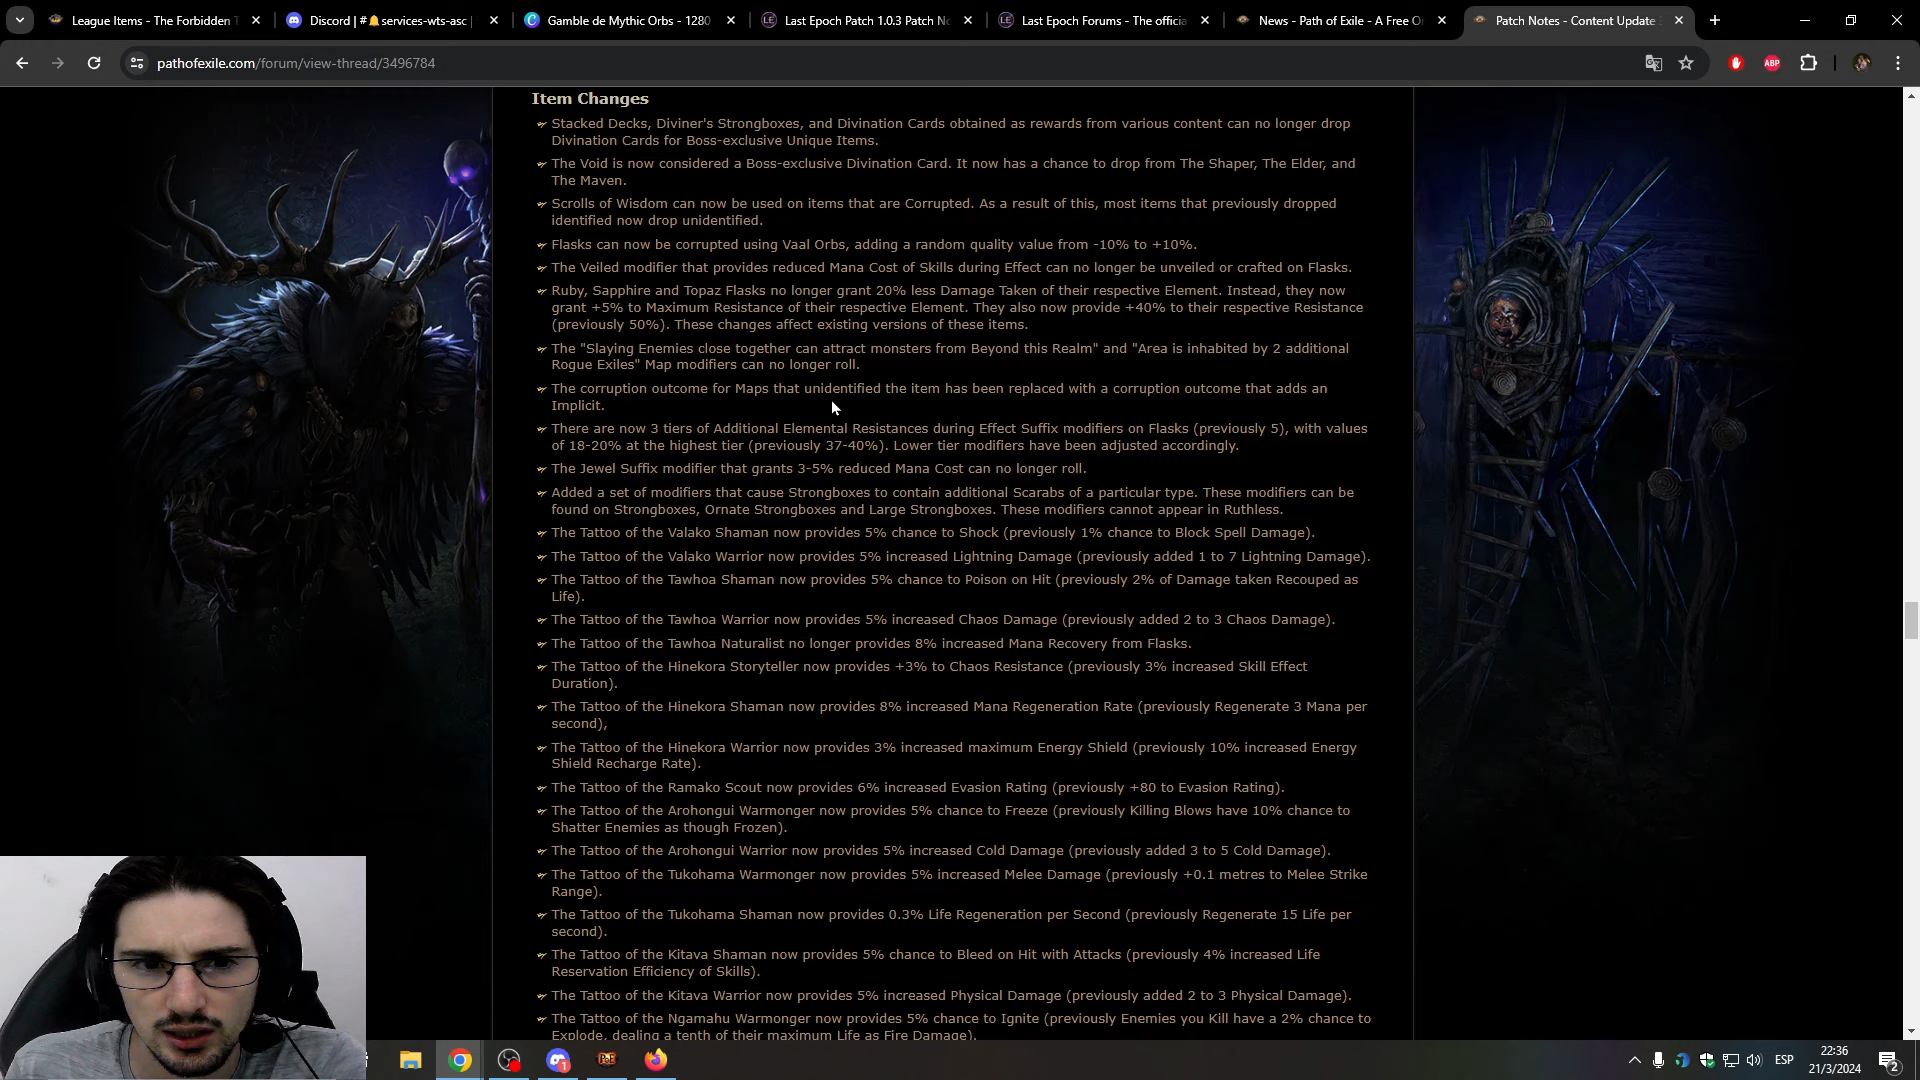 League Items - The Forbidden T
Discord | #🔔services-wts-asc |
Gamble de Mythic Orbs - 1280
Last Epoch Patch 1.0.3 Patch No
Last Epoch Forums - The officia
News - Path of Exile - A Free On
Patch Notes - Content Update 3
pathofexile.com/forum/view-thread/3496784
ABP
Item Changes
Stacked Decks, Diviner's Strongboxes, and Divination Cards obtained as rewards from various content can no longer drop
Divination Cards for Boss-exclusive Unique Items.
The Void is now considered a Boss-exclusive Divination Card. It now has a chance to drop from The Shaper, The Elder, and
The Maven.
Scrolls of Wisdom can now be used on items that are Corrupted. As a result of this, most items that previously dropped
identified now drop unidentified.
Flasks can now be corrupted using Vaal Orbs, adding a random quality value from -10% to +10%.
The Veiled modifier that provides reduced Mana Cost of Skills during Effect can no longer be unveiled or crafted on Flasks.
Ruby, Sapphire and Topaz Flasks no longer grant 20% less Damage Taken of their respective Element. Instead, they now
grant +5% to Maximum Resistance of their respective Element. They also now provide +40% to their respective Resistance
(previously 50%). These changes affect existing versions of these items.
The "Slaying Enemies close together can attract monsters from Beyond this Realm" and "Area is inhabited by 2 additional
Rogue Exiles" Map modifiers can no longer roll.
The corruption outcome for Maps that unidentified the item has been replaced with a corruption outcome that adds an
Implicit.
There are now 3 tiers of Additional Elemental Resistances during Effect Suffix modifiers on Flasks (previously 5), with values
of 18-20% at the highest tier (previously 37-40%). Lower tier modifiers have been adjusted accordingly.
The Jewel Suffix modifier that grants 3-5% reduced Mana Cost can no longer roll.
Added a set of modifiers that cause Strongboxes to contain additional Scarabs of a particular type. These modifiers can be
found on Strongboxes, Ornate Strongboxes and Large Strongboxes. These modifiers cannot appear in Ruthless.
The Tattoo of the Valako Shaman now provides 5% chance to Shock (previously 1% chance to Block Spell Damage).
The Tattoo of the Valako Warrior now provides 5% increased Lightning Damage (previously added 1 to 7 Lightning Damage).
The Tattoo of the Tawhoa Shaman now provides 5% chance to Poison on Hit (previously 2% of Damage taken Recouped as
Life).
The Tattoo of the Tawhoa Warrior now provides 5% increased Chaos Damage (previously added 2 to 3 Chaos Damage).
The Tattoo of the Tawhoa Naturalist no longer provides 8% increased Mana Recovery from Flasks.
The Tattoo of the Hinekora Storyteller now provides +3% to Chaos Resistance (previously 3% increased Skill Effect
Duration).
The Tattoo of the Hinekora Shaman now provides 8% increased Mana Regeneration Rate (previously Regenerate 3 Mana per
second),
The Tattoo of the Hinekora Warrior now provides 3% increased maximum Energy Shield (previously 10% increased Energy
Shield Recharge Rate).
The Tattoo of the Ramako Scout now provides 6% increased Evasion Rating (previously +80 to Evasion Rating).
The Tattoo of the Arohongui Warmonger now provides 5% chance to Freeze (previously Killing Blows have 10% chance to
Shatter Enemies as though Frozen).
The Tattoo of the Arohongui Warrior now provides 5% increased Cold Damage (previously added 3 to 5 Cold Damage).
The Tattoo of the Tukohama Warmonger now provides 5% increased Melee Damage (previously +0.1 metres to Melee Strike
Range).
The Tattoo of the Tukohama Shaman now provides 0.3% Life Regeneration per Second (previously Regenerate 15 Life per
second).
The Tattoo of the Kitava Shaman now provides 5% chance to Bleed on Hit with Attacks (previously 4% increased Life
Reservation Efficiency of Skills).
The Tattoo of the Kitava Warrior now provides 5% increased Physical Damage (previously added 2 to 3 Physical Damage).
The Tattoo of the Ngamahu Warmonger now provides 5% chance to Ignite (previously Enemies you Kill have a 2% chance to
Explode, dealing a tenth of their maximum Life as Fire Damage).
ESP
22:36
21/3/2024
2